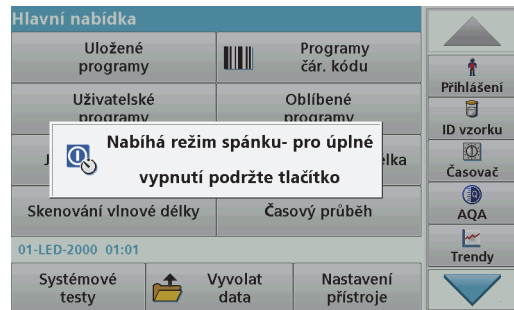 Hlavní nabídka
Uložené
programy
Programy
čár. kódu
Uživatelské
programy
Oblíbené
programy
Nabíhá režim spánku- pro úplné
vypnutí podržte tlačítko
J
lka
Skenování vlnové délky
Časový průběh
01-LED-2000 01:01
Systémové
testy
Vyvolat
data
Nastavení
přístroje
Přihlášení
ID vzorku
Časovač
AQA
Trendy